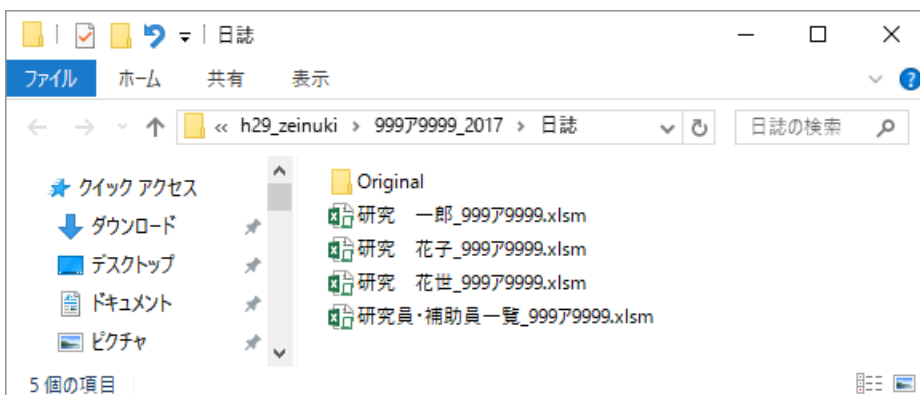 日誌
ファイル ホーム 共有 表示
« h29_zeinuki › 999ｱ9999_2017 › 日誌 日誌の検索
クイック アクセス
ダウンロード
デスクトップ
ドキュメント
ピクチャ
Original
研究　一郎_999ｱ9999.xlsm
研究　花子_999ｱ9999.xlsm
研究　花世_999ｱ9999.xlsm
研究員・補助員一覧_999ｱ9999.xlsm
5 個の項目